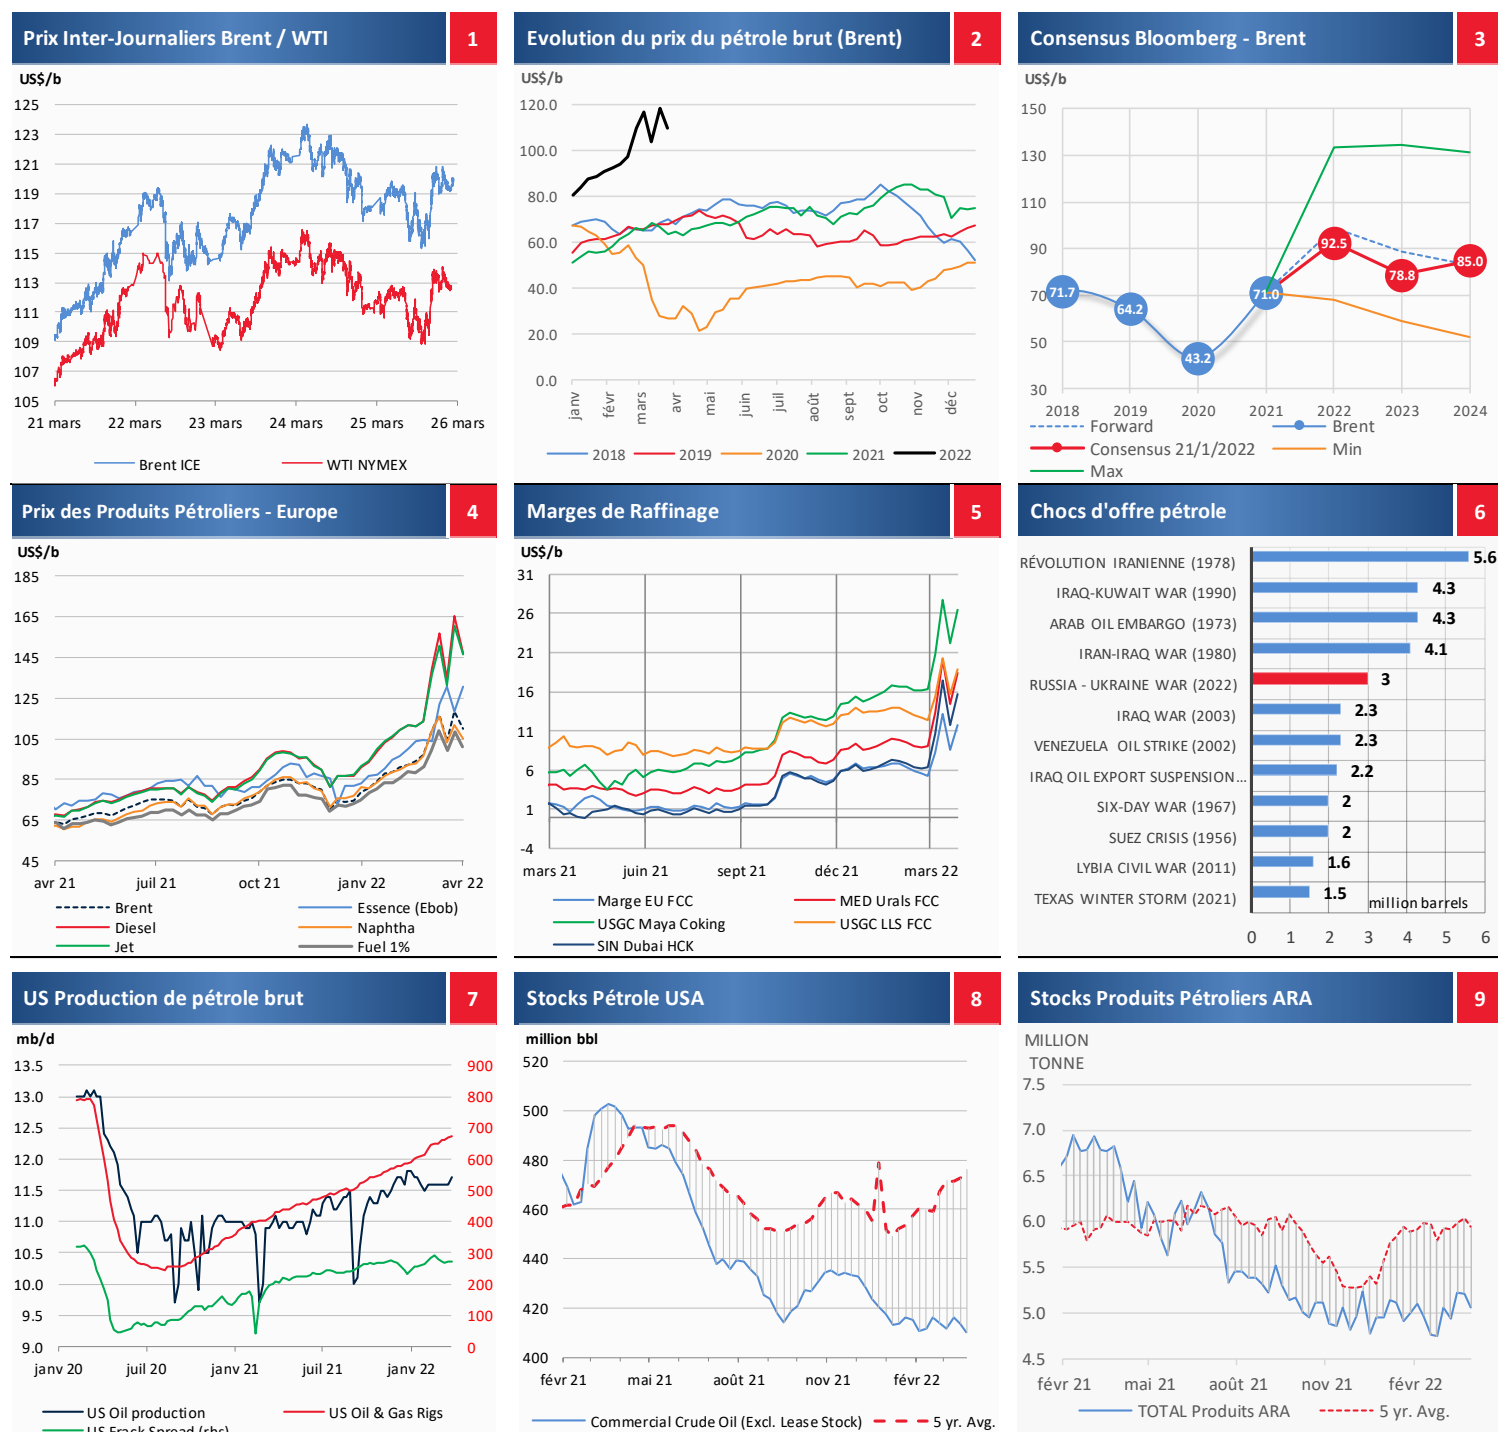 Prix Inter-Journaliers Brent / WTI
1
US$/b
125
123
121
119
117
115
113
111
109
107
105
21 mars
22 mars
23 mars
24 mars
25 mars
26 mars
Brent ICE
WTI NYMEX
Evolution du prix du pétrole brut (Brent)
2
US$/b
120.0
100.0
80.0
60.0
40.0
20.0
0.0
janv
févr
mars
avr
mai
juin
juil
août
sept
oct
nov
déc
2018
2019
2020
2021
2022
Consensus Bloomberg - Brent
3
US$/b
150
130
110
90
70
50
30
71.7
64.2
43.2
71.0
92.5
78.8
85.0
2018
2019
2020
2021
2022
2023
2024
Forward
Brent
Consensus 21/1/2022
Min
Max
Prix des Produits Pétroliers - Europe
4
US$/b
185
165
145
125
105
85
65
45
avr 21
juil 21
oct 21
janv 22
avr 22
Brent
Essence (Ebob)
Diesel
Naphtha
Jet
Fuel 1%
Marges de Raffinage
5
US$/b
31
26
21
16
11
6
1
-4
mars 21
juin 21
sept 21
déc 21
mars 22
Marge EU FCC
MED Urals FCC
USGC Maya Coking
USGC LLS FCC
SIN Dubai HCK
Chocs d'offre pétrole
6
RÉVOLUTION IRANIENNE (1978)
5.6
IRAQ-KUWAIT WAR (1990)
4.3
ARAB OIL EMBARGO (1973)
4.3
IRAN-IRAQ WAR (1980)
4.1
RUSSIA - UKRAINE WAR (2022)
3
IRAQ WAR (2003)
2.3
VENEZUELA OIL STRIKE (2002)
2.3
IRAQ OIL EXPORT SUSPENSION...
2.2
SIX-DAY WAR (1967)
2
SUEZ CRISIS (1956)
2
LYBIA CIVIL WAR (2011)
1.6
TEXAS WINTER STORM (2021)
1.5
million barrels
0
1
2
3
4
5
6
US Production de pétrole brut
7
mb/d
13.5
13.0
12.5
12.0
11.5
11.0
10.5
10.0
9.5
9.0
900
800
700
600
500
400
300
200
100
0
janv 20
juil 20
janv 21
juil 21
janv 22
US Oil production
US Oil & Gas Rigs
US Frack Spread (rhs)
Stocks Pétrole USA
8
million bbl
520
500
480
460
440
420
400
févr 21
mai 21
août 21
nov 21
févr 22
Commercial Crude Oil (Excl. Lease Stock)
5 yr. Avg.
Stocks Produits Pétroliers ARA
9
MILLION
TONNE
7.5
7.0
6.5
6.0
5.5
5.0
4.5
févr 21
mai 21
août 21
nov 21
févr 22
TOTAL Produits ARA
5 yr. Avg.